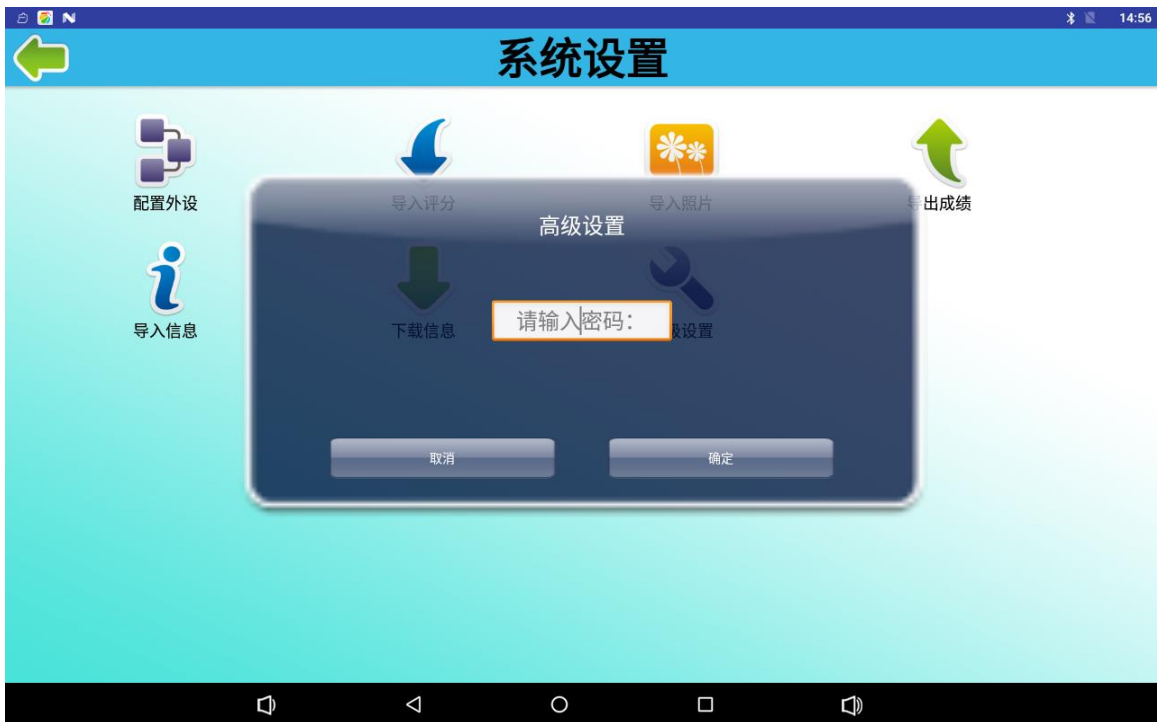 14:56
系统设置
配置外设
导入评分
导入照片
导出成绩
高级设置
导入信息
下载信息
请输入密码：
级设置
取消
确定